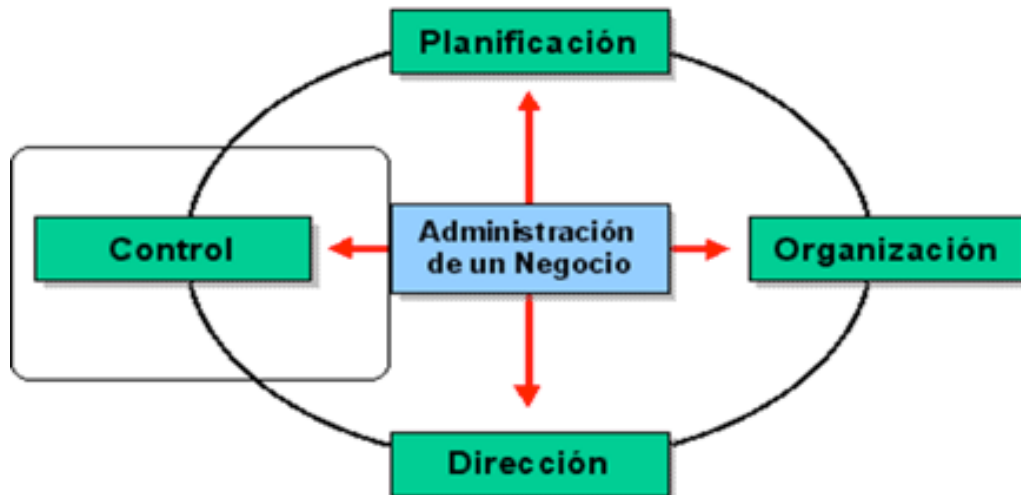 Planificación
Control
Administración
de un Negocio
Organización
Dirección